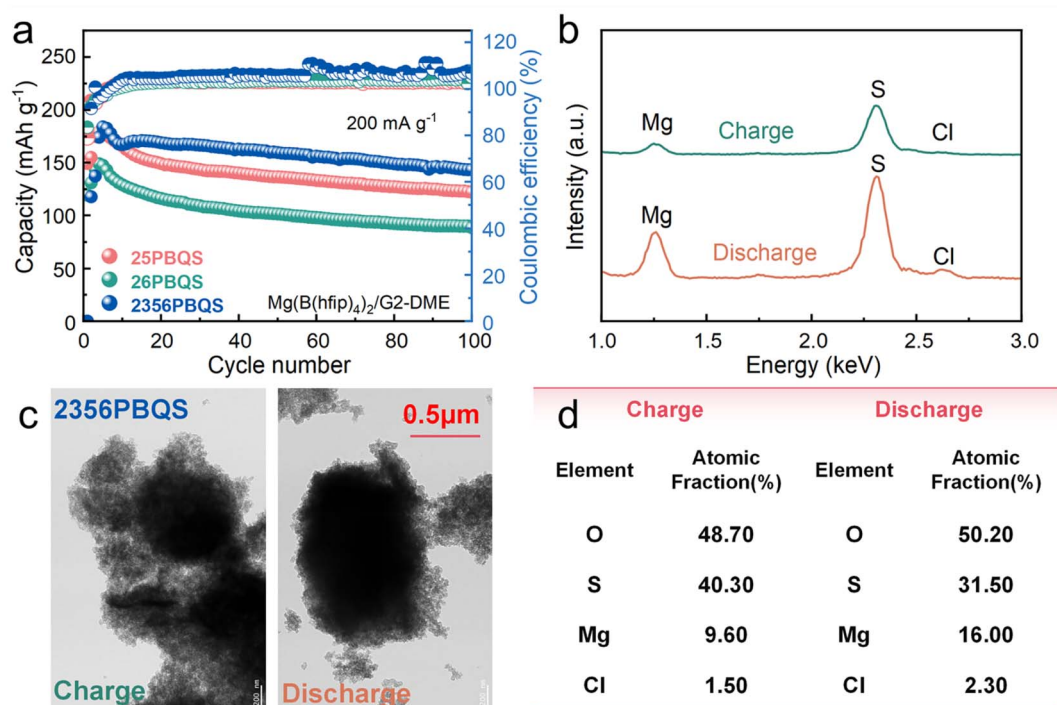 a
Capacity (mAh g⁻¹)
250
200
150
100
50
0
0
20
40
60
80
100
Cycle number
120
100
80
60
40
20
0
Coulombic efficiency (%)
200 mA g⁻¹
25PBQS
26PBQS
2356PBQS
Mg(B(hfip)₄)₂/G2-DME
b
Intensity (a.u.)
Mg
S
Cl
Charge
Mg
S
Cl
Discharge
1.0
1.5
2.0
2.5
3.0
Energy (keV)
c
2356PBQS
Charge
0.5μm
Discharge
200 nm
d
Charge
Discharge
Element
Atomic
Fraction(%)
Element
Atomic
Fraction(%)
O 48.70 O 50.20
S 40.30 S 31.50
Mg 9.60 Mg 16.00
Cl 1.50 Cl 2.30